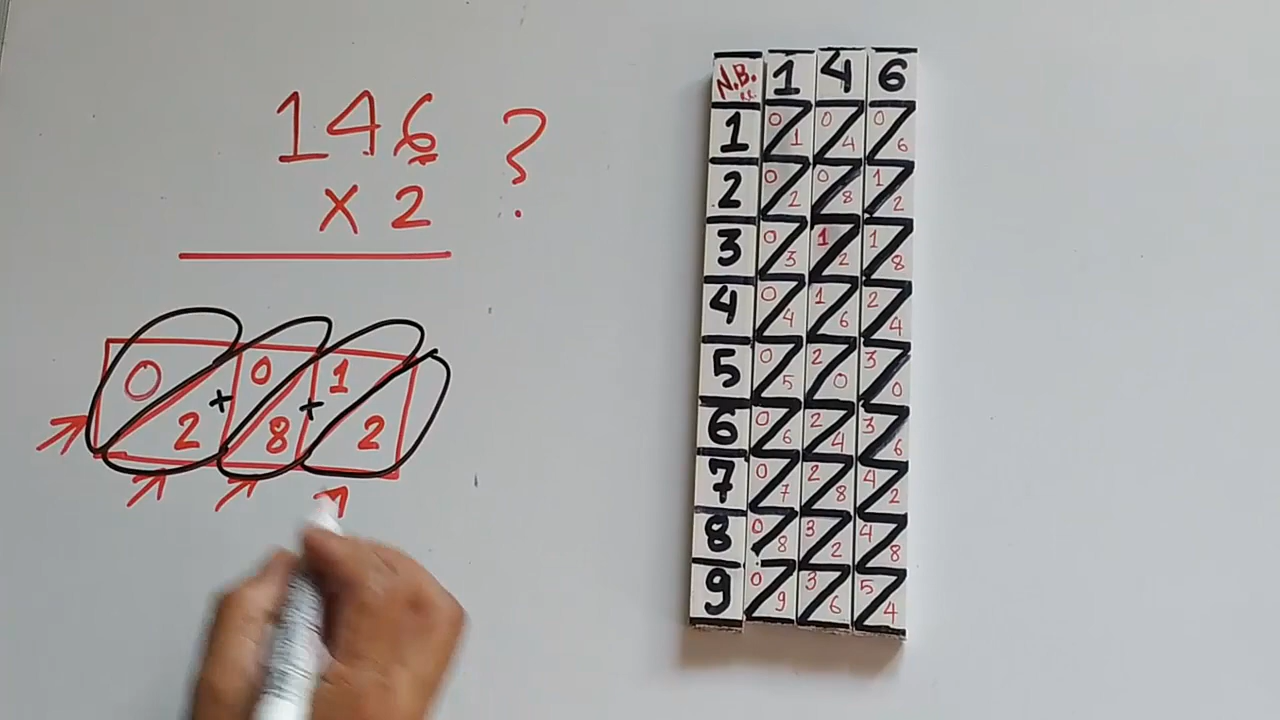 146 ?
x 2
0 0 1
+ +
2 8 2
N.B. 1 4 6
R.R.
1 0/1 0/4 0/6
2 0/2 0/8 1/2
3 0/3 1/2 1/8
4 0/4 1/6 2/4
5 0/5 2/0 3/0
6 0/6 2/4 3/6
7 0/7 2/8 4/2
8 0/8 3/2 4/8
9 0/9 3/6 5/4